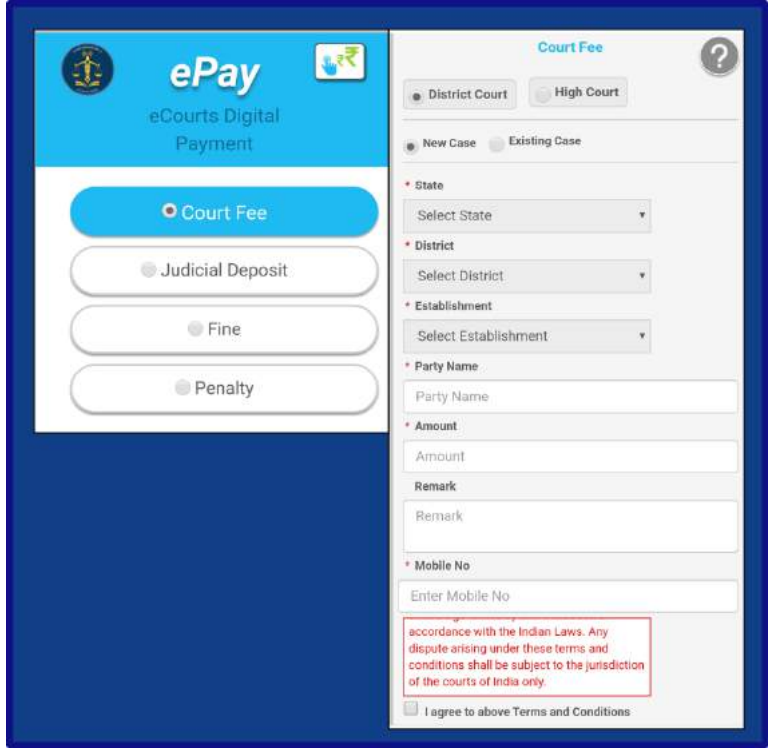 ePay
eCourts Digital
Payment
Court Fee
Judicial Deposit
Fine
Penalty
Court Fee
?
District Court
High Court
New Case
Existing Case
* State
Select State
* District
Select District
* Establishment
Select Establishment
* Party Name
Party Name
* Amount
Amount
Remark
Remark
* Mobile No
Enter Mobile No
accordance with the Indian Laws. Any
dispute arising under these terms and
conditions shall be subject to the jurisdiction
of the courts of India only.
I agree to above Terms and Conditions